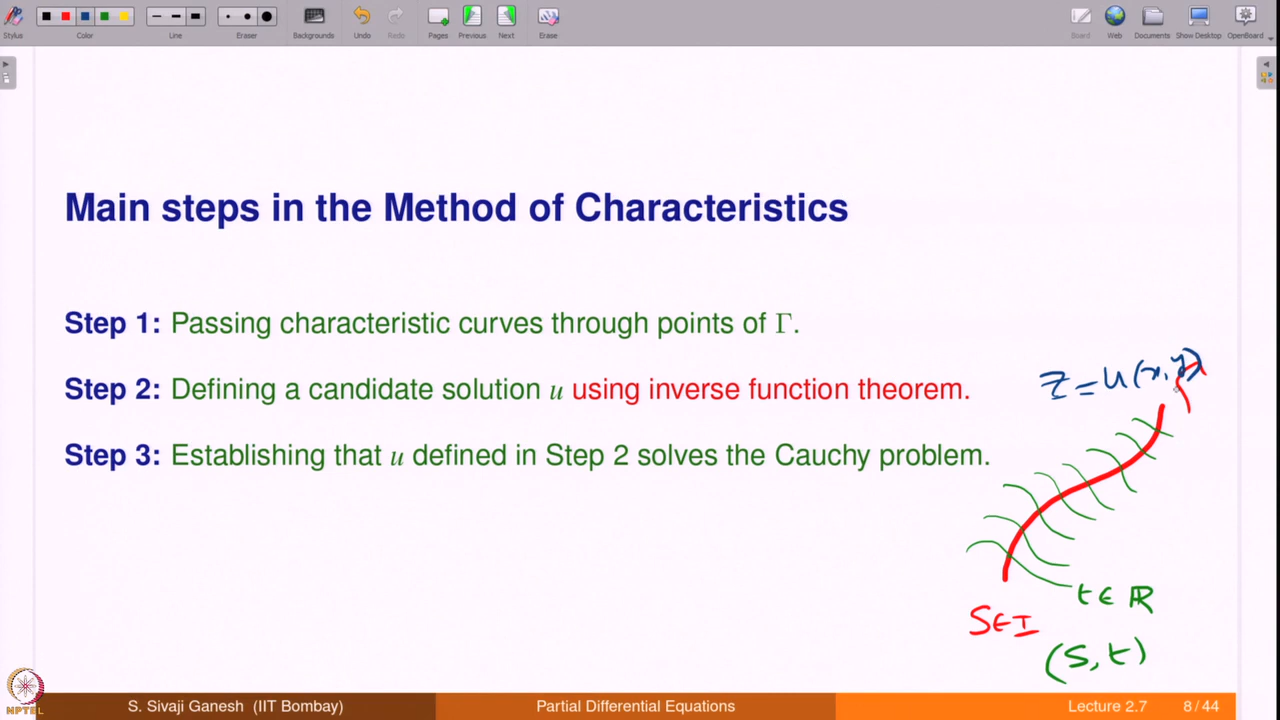 Stylus
Color
Line
Eraser
Backgrounds
Undo
Redo
Pages
Previous
Next
Erase
Board
Web
Documents
Show Desktop
OpenBoard
Main steps in the Method of Characteristics
Step 1: Passing characteristic curves through points of Γ.
Step 2: Defining a candidate solution u using inverse function theorem.
Step 3: Establishing that u defined in Step 2 solves the Cauchy problem.
z = u(x, y)
t ∈ ℝ
S ∈ I
(S, t)
NPTEL
S. Sivaji Ganesh (IIT Bombay)
Partial Differential Equations
Lecture 2.7
8 / 44